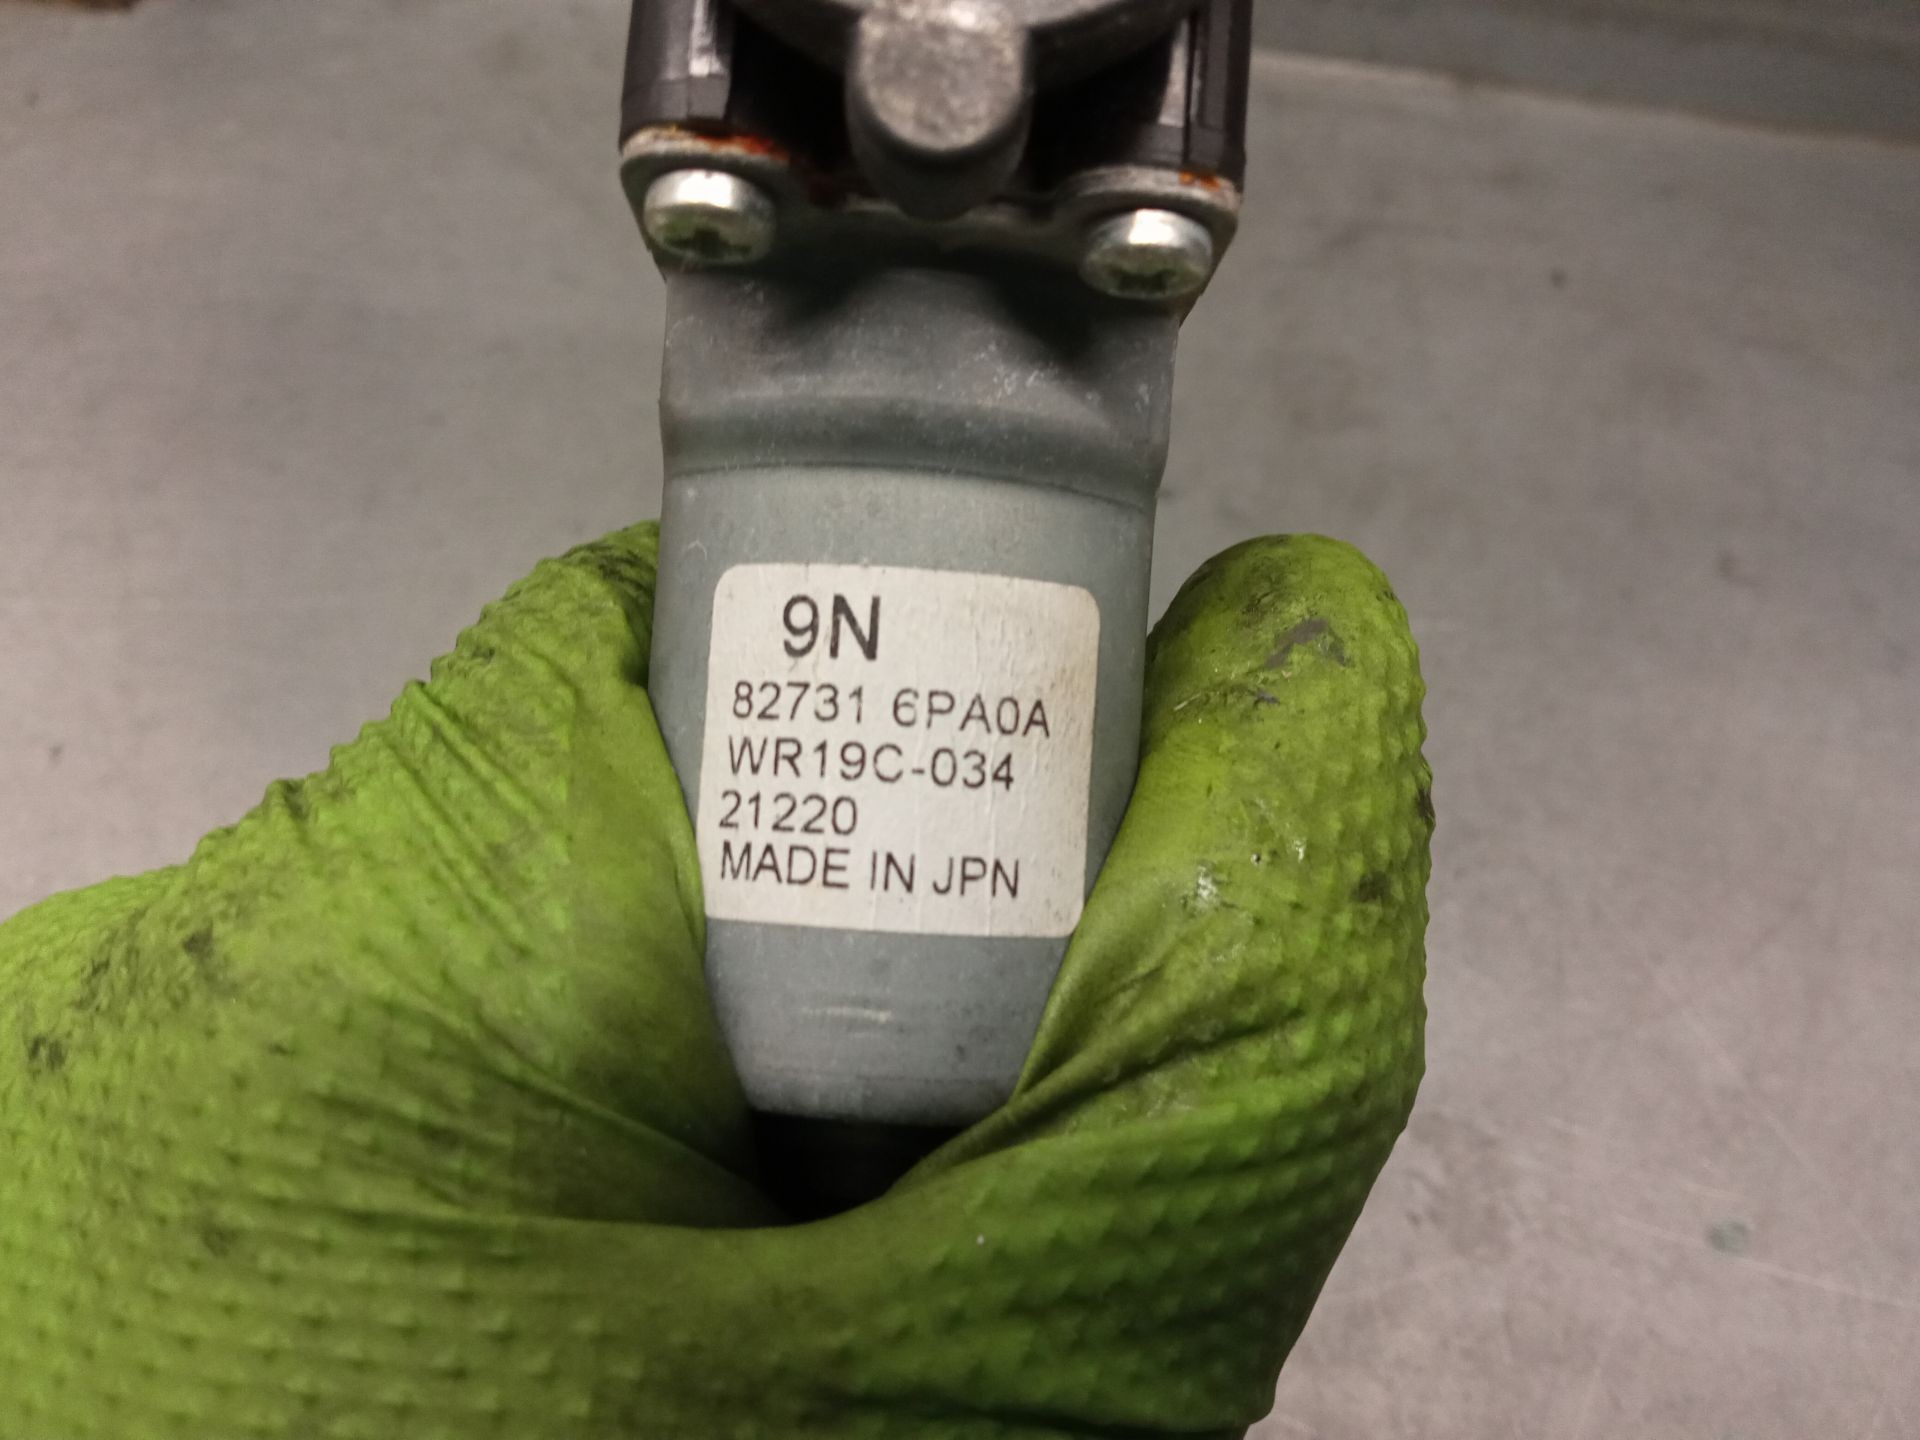 9N
82731 6PA0A
WR19C-034
21220
MADE IN JPN